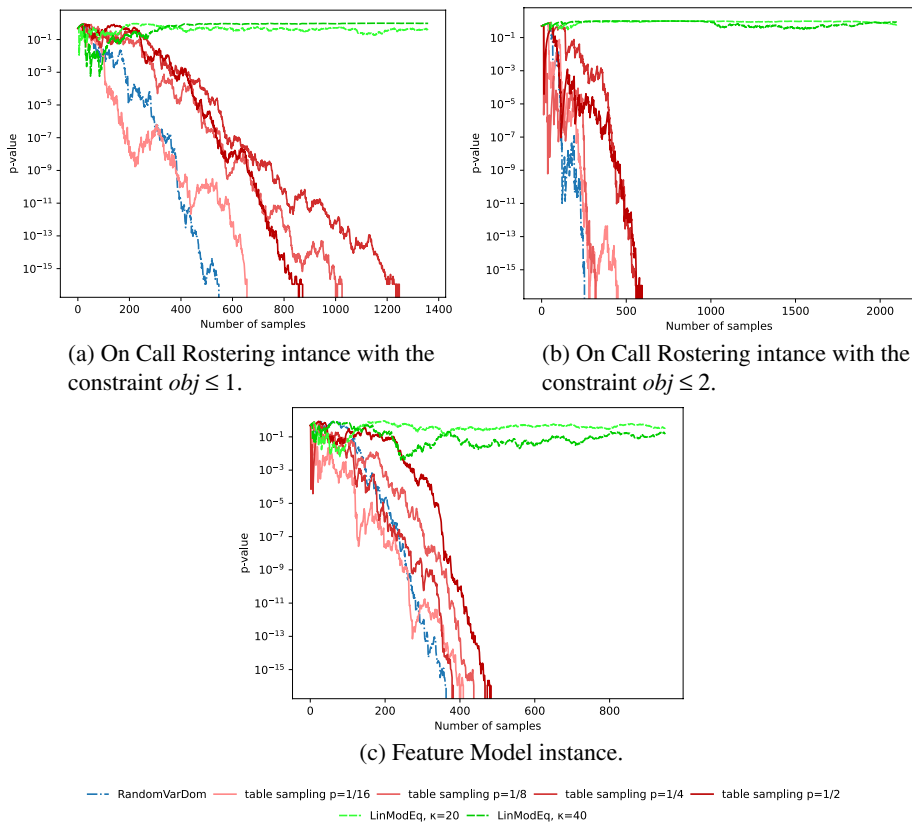 10⁻¹
10⁻³
10⁻⁵
10⁻⁷
10⁻⁹
10⁻¹¹
10⁻¹³
10⁻¹⁵
p-value
0 200 400 600 800 1000 1200 1400
Number of samples
(a) On Call Rostering intance with the
constraint obj ≤ 1.
10⁻¹
10⁻³
10⁻⁵
10⁻⁷
10⁻⁹
10⁻¹¹
10⁻¹³
10⁻¹⁵
p-value
0 500 1000 1500 2000
Number of samples
(b) On Call Rostering intance with the
constraint obj ≤ 2.
10⁻¹
10⁻³
10⁻⁵
10⁻⁷
10⁻⁹
10⁻¹¹
10⁻¹³
10⁻¹⁵
p-value
0 200 400 600 800
Number of samples
(c) Feature Model instance.
RandomVarDom table sampling p=1/16 table sampling p=1/8 table sampling p=1/4 table sampling p=1/2
LinModEq, κ=20 LinModEq, κ=40